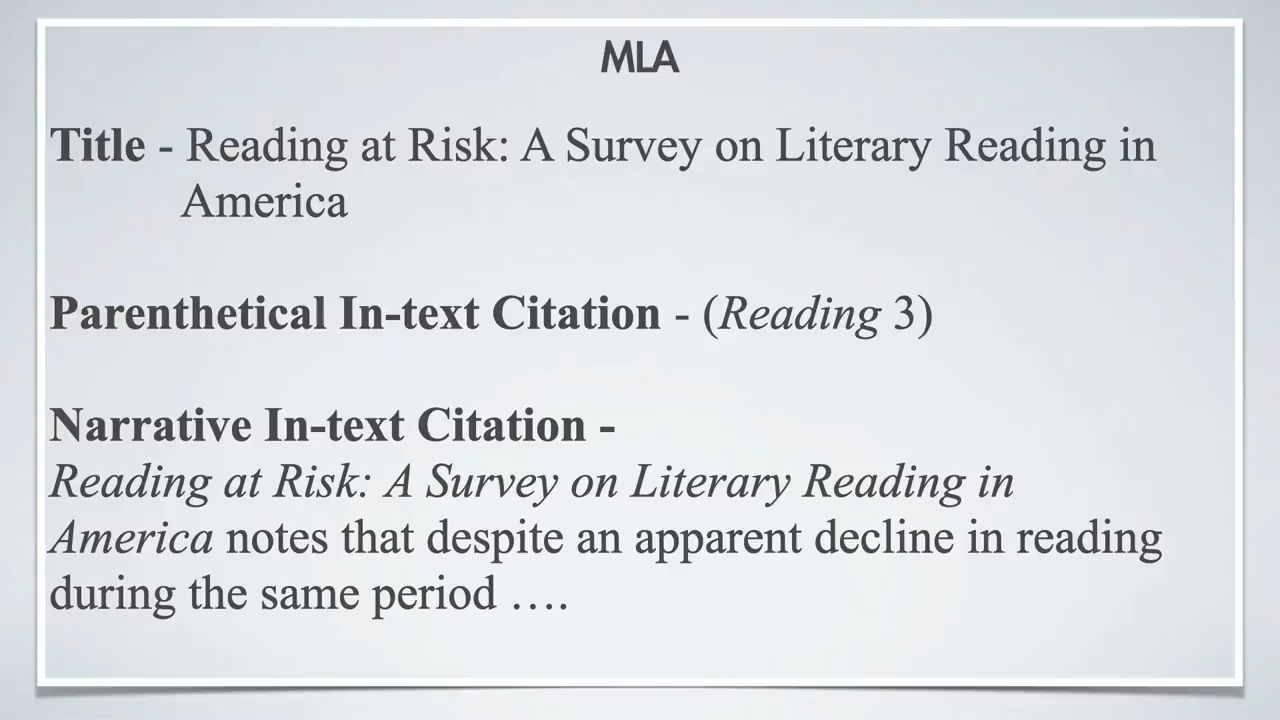 MLA
Title - Reading at Risk: A Survey on Literary Reading in
America
Parenthetical In-text Citation - (Reading 3)
Narrative In-text Citation -
Reading at Risk: A Survey on Literary Reading in
America notes that despite an apparent decline in reading
during the same period ….